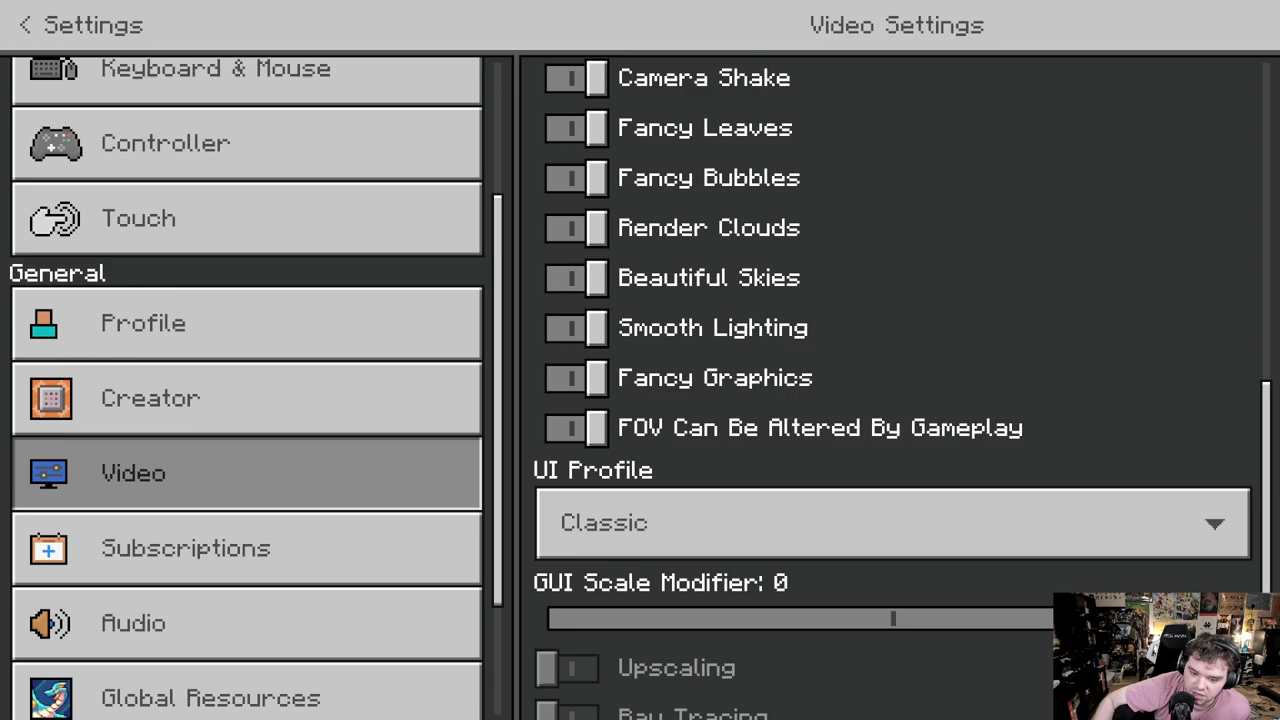 Settings
Video Settings
Keyboard & Mouse
Controller
Touch
General
Profile
Creator
Video
Subscriptions
Audio
Global Resources
Camera Shake
Fancy Leaves
Fancy Bubbles
Render Clouds
Beautiful Skies
Smooth Lighting
Fancy Graphics
FOV Can Be Altered By Gameplay
UI Profile
Classic
GUI Scale Modifier: 0
Upscaling
Ray Tracing